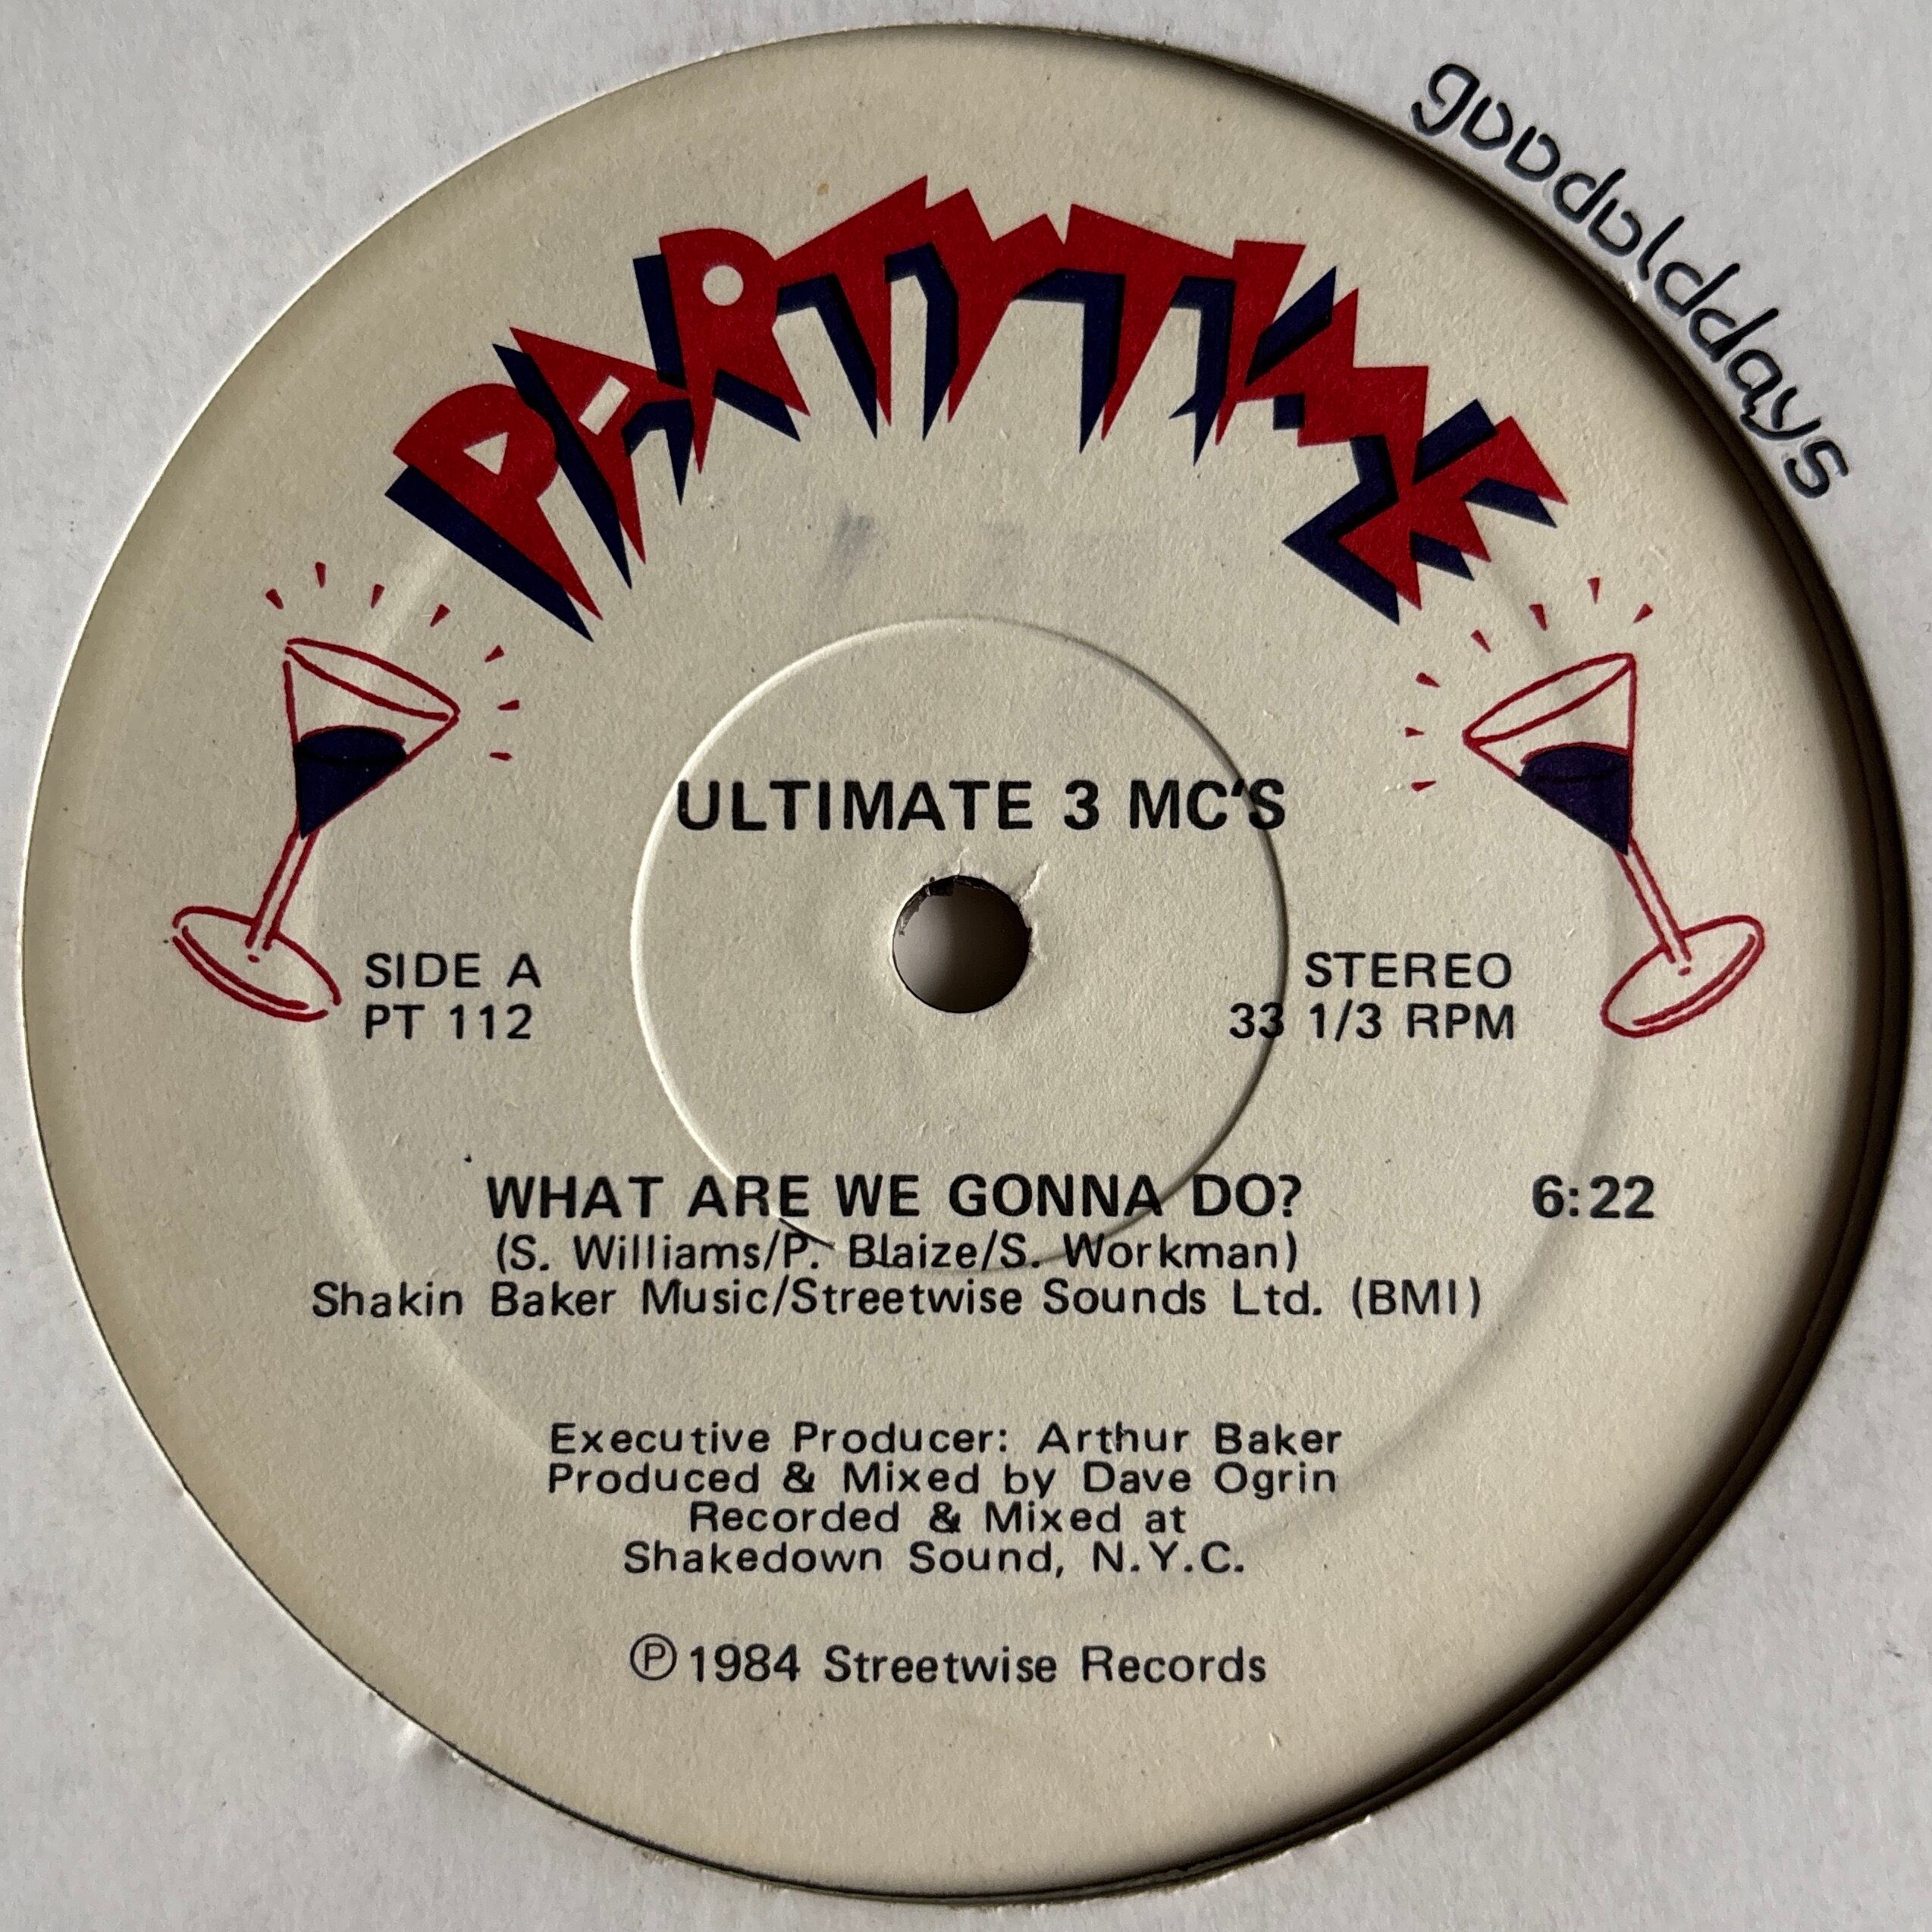 PARTYTIME
goodolddays
ULTIMATE 3 MC'S
SIDE A
PT 112
STEREO
33 1/3 RPM
WHAT ARE WE GONNA DO? 6:22
(S. Williams/P. Blaize/S. Workman)
Shakin Baker Music/Streetwise Sounds Ltd. (BMI)
Executive Producer: Arthur Baker
Produced & Mixed by Dave Ogrin
Recorded & Mixed at
Shakedown Sound, N.Y.C.
Ⓟ1984 Streetwise Records